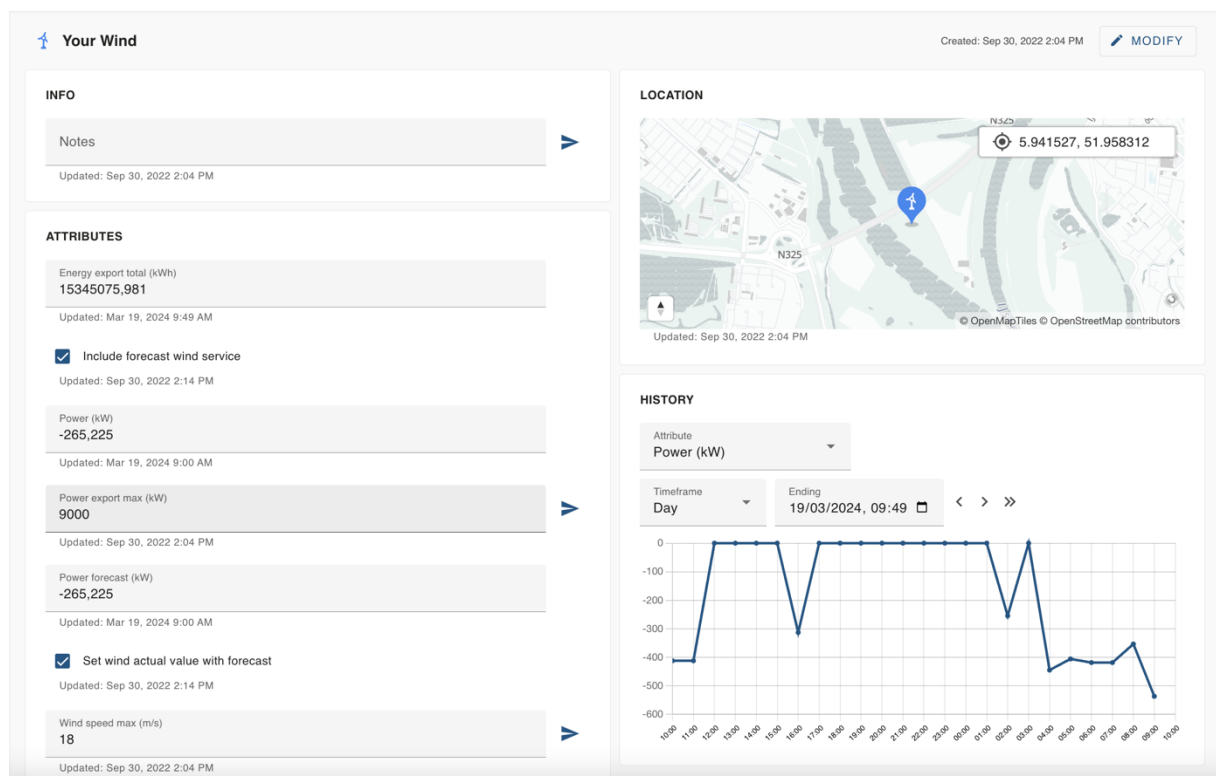 Your Wind
Created: Sep 30, 2022 2:04 PM
MODIFY
INFO
Notes
Updated: Sep 30, 2022 2:04 PM
ATTRIBUTES
Energy export total (kWh)
15345075,981
Updated: Mar 19, 2024 9:49 AM
Include forecast wind service
Updated: Sep 30, 2022 2:14 PM
Power (kW)
-265,225
Updated: Mar 19, 2024 9:00 AM
Power export max (kW)
9000
Updated: Sep 30, 2022 2:04 PM
Power forecast (kW)
-265,225
Updated: Mar 19, 2024 9:00 AM
Set wind actual value with forecast
Updated: Sep 30, 2022 2:14 PM
Wind speed max (m/s)
18
Updated: Sep 30, 2022 2:04 PM
LOCATION
N325
5.941527, 51.958312
N325
© OpenMapTiles © OpenStreetMap contributors
Updated: Sep 30, 2022 2:04 PM
HISTORY
Attribute
Power (kW)
Timeframe
Day
Ending
19/03/2024, 09:49
0
-100
-200
-300
-400
-500
-600
10:00 11:00 12:00 13:00 14:00 15:00 16:00 17:00 18:00 19:00 20:00 21:00 22:00 23:00 00:00 01:00 02:00 03:00 04:00 05:00 06:00 07:00 08:00 09:00 10:00